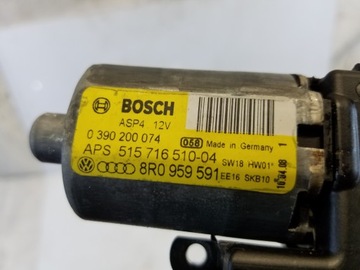 BOSCH
ASP4 12V
0 390 200 074
058 Made in Germany 1
APS 515 716 510-04
SW18 HW01
8R0 959 591 EE16 SKB10